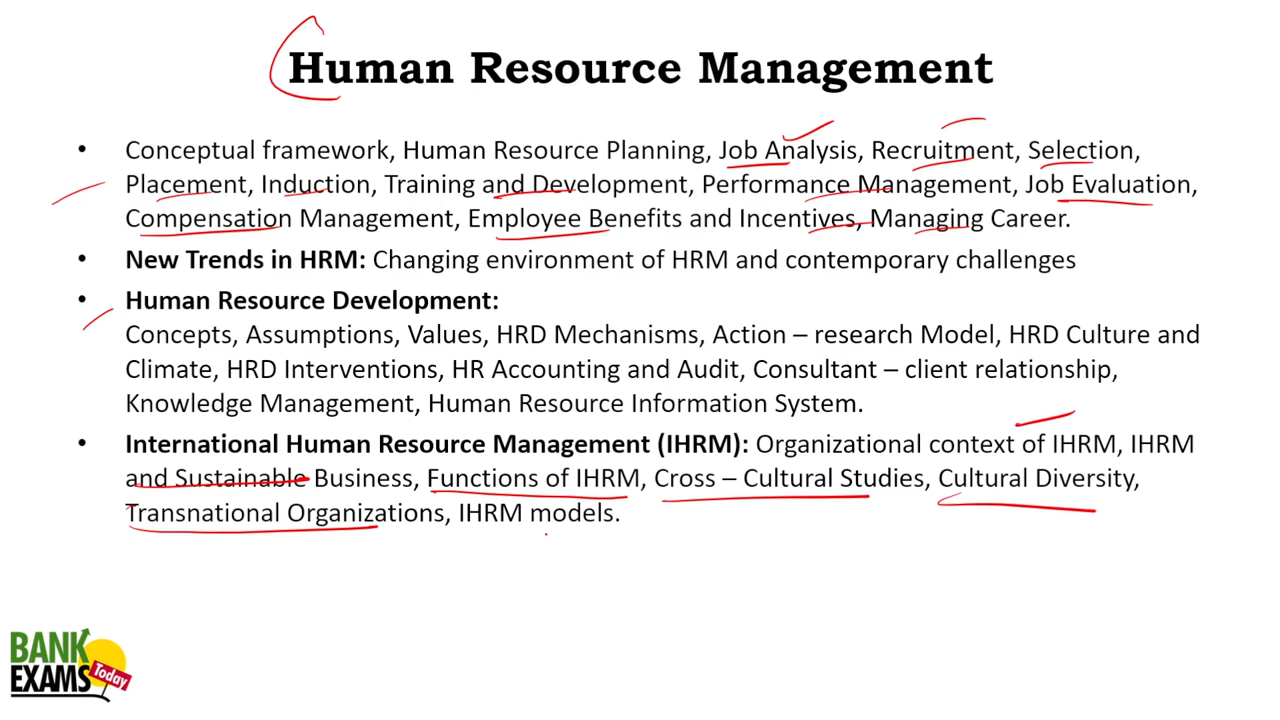 Human Resource Management
• Conceptual framework, Human Resource Planning, Job Analysis, Recruitment, Selection,
Placement, Induction, Training and Development, Performance Management, Job Evaluation,
Compensation Management, Employee Benefits and Incentives, Managing Career.
• New Trends in HRM: Changing environment of HRM and contemporary challenges
• Human Resource Development:
Concepts, Assumptions, Values, HRD Mechanisms, Action – research Model, HRD Culture and
Climate, HRD Interventions, HR Accounting and Audit, Consultant – client relationship,
Knowledge Management, Human Resource Information System.
• International Human Resource Management (IHRM): Organizational context of IHRM, IHRM
and Sustainable Business, Functions of IHRM, Cross – Cultural Studies, Cultural Diversity,
Transnational Organizations, IHRM models.
BANK
EXAMS
Today